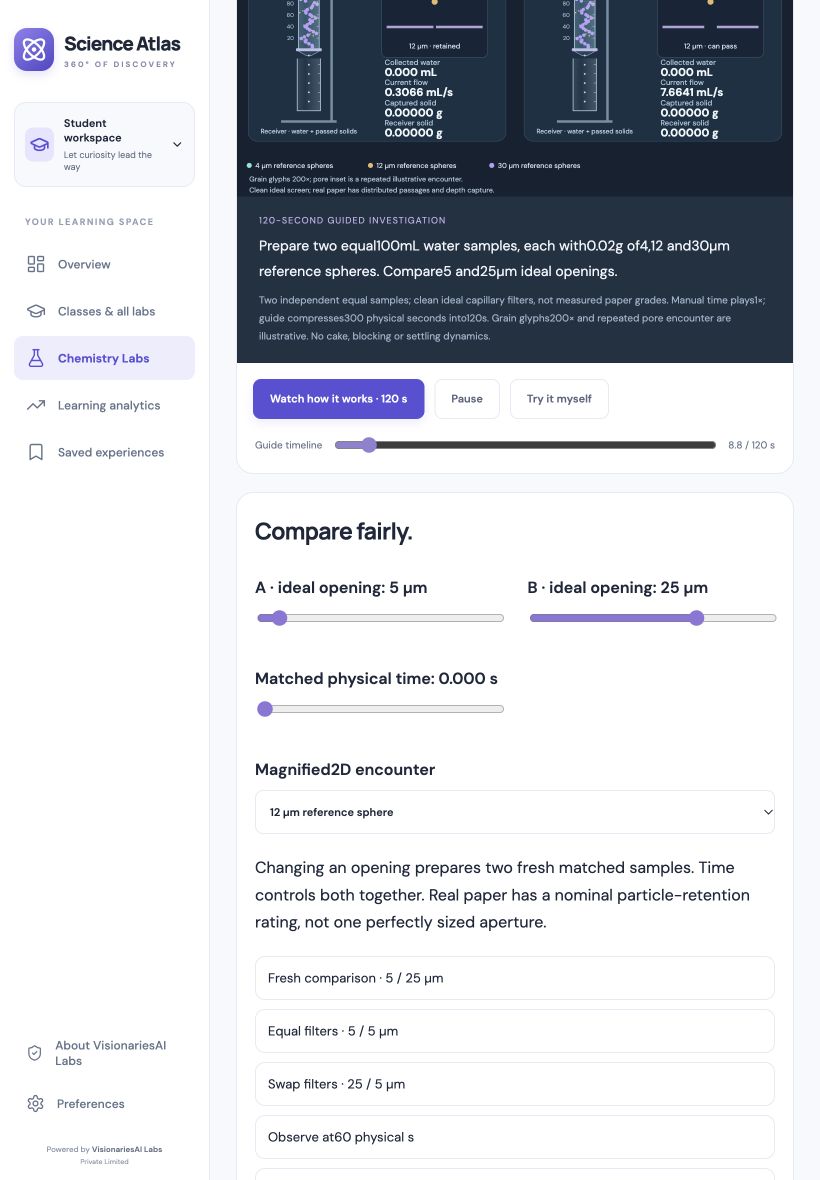 Science Atlas
360° OF DISCOVERY
Student
workspace
Let curiosity lead the
way
YOUR LEARNING SPACE
Overview
Classes & all labs
Chemistry Labs
Learning analytics
Saved experiences
About VisionariesAI
Labs
Preferences
Powered by VisionariesAI Labs
Private Limited
80
60
40
20
12 µm · retained
Collected water
0.000 mL
Current flow
0.3066 mL/s
Captured solid
0.00000 g
Receiver solid
0.00000 g
Receiver · water + passed solids
80
60
40
20
12 µm · can pass
Collected water
0.000 mL
Current flow
7.6641 mL/s
Captured solid
0.00000 g
Receiver solid
0.00000 g
Receiver · water + passed solids
4 µm reference spheres
12 µm reference spheres
30 µm reference spheres
Grain glyphs 200×; pore inset is a repeated illustrative encounter.
Clean ideal screen; real paper has distributed passages and depth capture.
120-SECOND GUIDED INVESTIGATION
Prepare two equal100mL water samples, each with0.02g of4,12 and30µm
reference spheres. Compare5 and25µm ideal openings.
Two independent equal samples; clean ideal capillary filters, not measured paper grades. Manual time plays1×;
guide compresses300 physical seconds into120s. Grain glyphs200× and repeated pore encounter are
illustrative. No cake, blocking or settling dynamics.
Watch how it works · 120 s
Pause
Try it myself
Guide timeline
8.8 / 120 s
Compare fairly.
A · ideal opening: 5 µm
B · ideal opening: 25 µm
Matched physical time: 0.000 s
Magnified2D encounter
12 µm reference sphere
Changing an opening prepares two fresh matched samples. Time
controls both together. Real paper has a nominal particle-retention
rating, not one perfectly sized aperture.
Fresh comparison · 5 / 25 µm
Equal filters · 5 / 5 µm
Swap filters · 25 / 5 µm
Observe at60 physical s